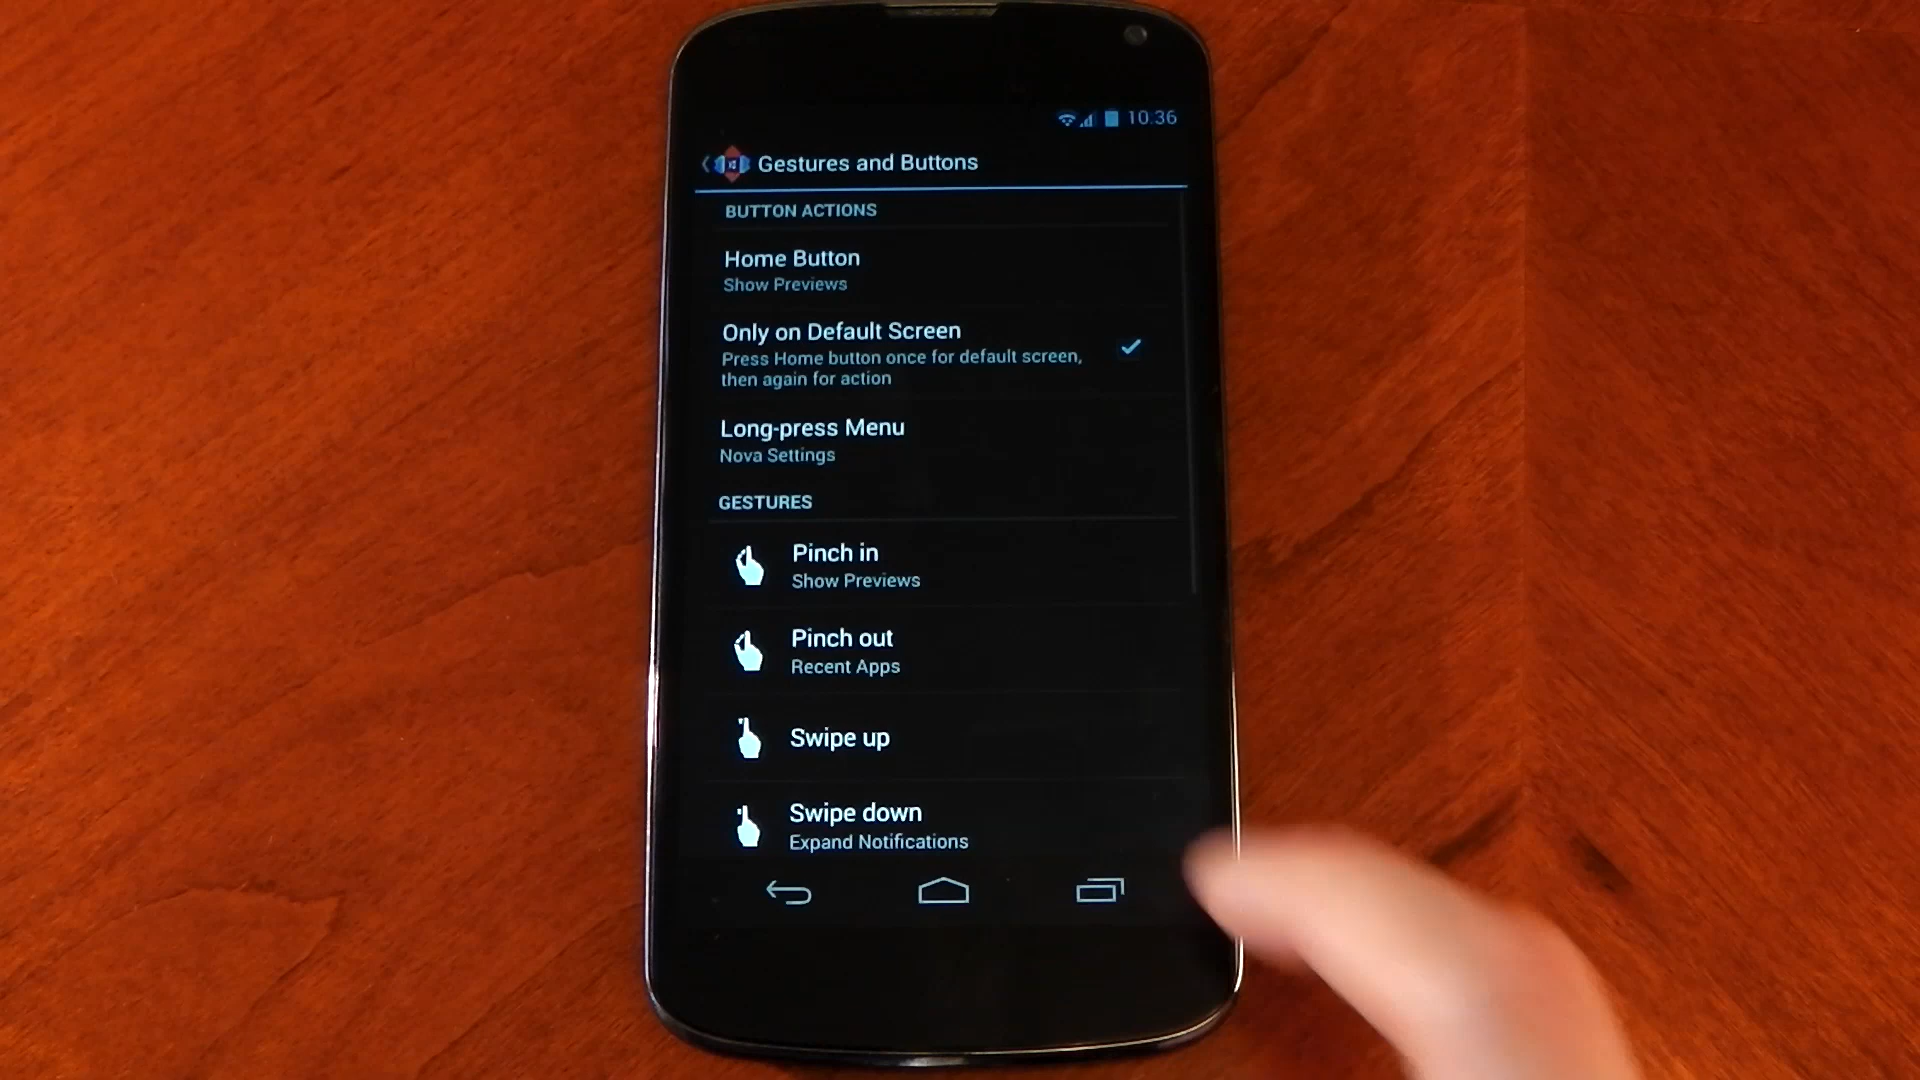 10.36
Gestures and Buttons
BUTTON ACTIONS
Home Button
Show Previews
Only on Default Screen
Press Home button once for default screen,
then again for action
Long-press Menu
Nova Settings
GESTURES
Pinch in
Show Previews
Pinch out
Recent Apps
Swipe up
Swipe down
Expand Notifications